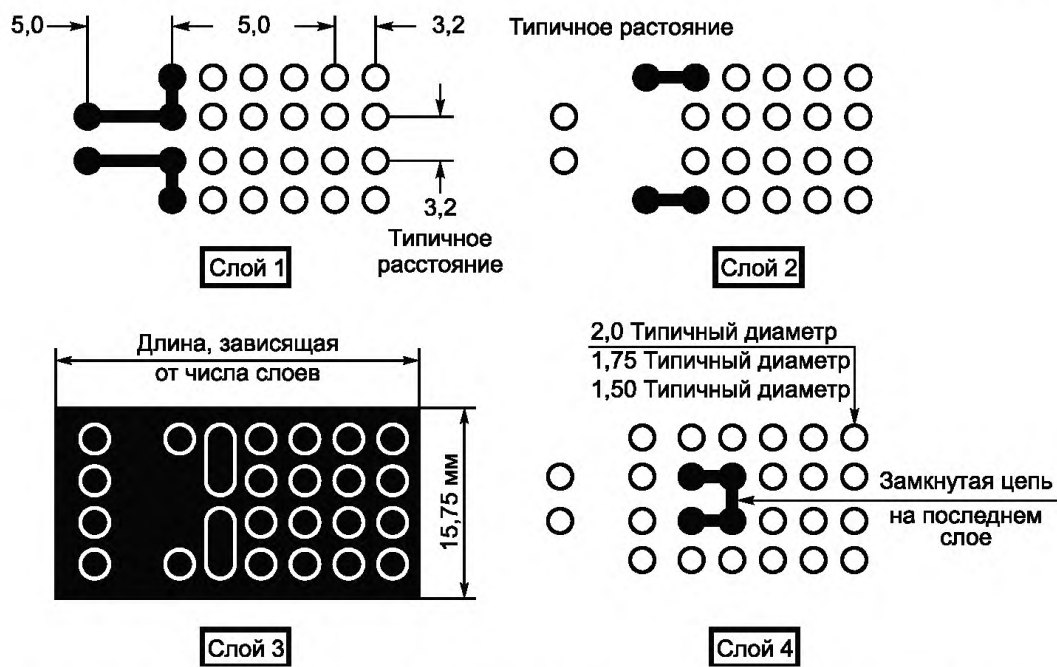 5,0
5,0
3,2
Типичное растояние
3,2
Типичное
расстояние
Слой 1
Слой 2
Длина, зависящая
от числа слоев
15,75 мм
Слой 3
2,0 Типичный диаметр
1,75 Типичный диаметр
1,50 Типичный диаметр
Замкнутая цепь
на последнем
слое
Слой 4